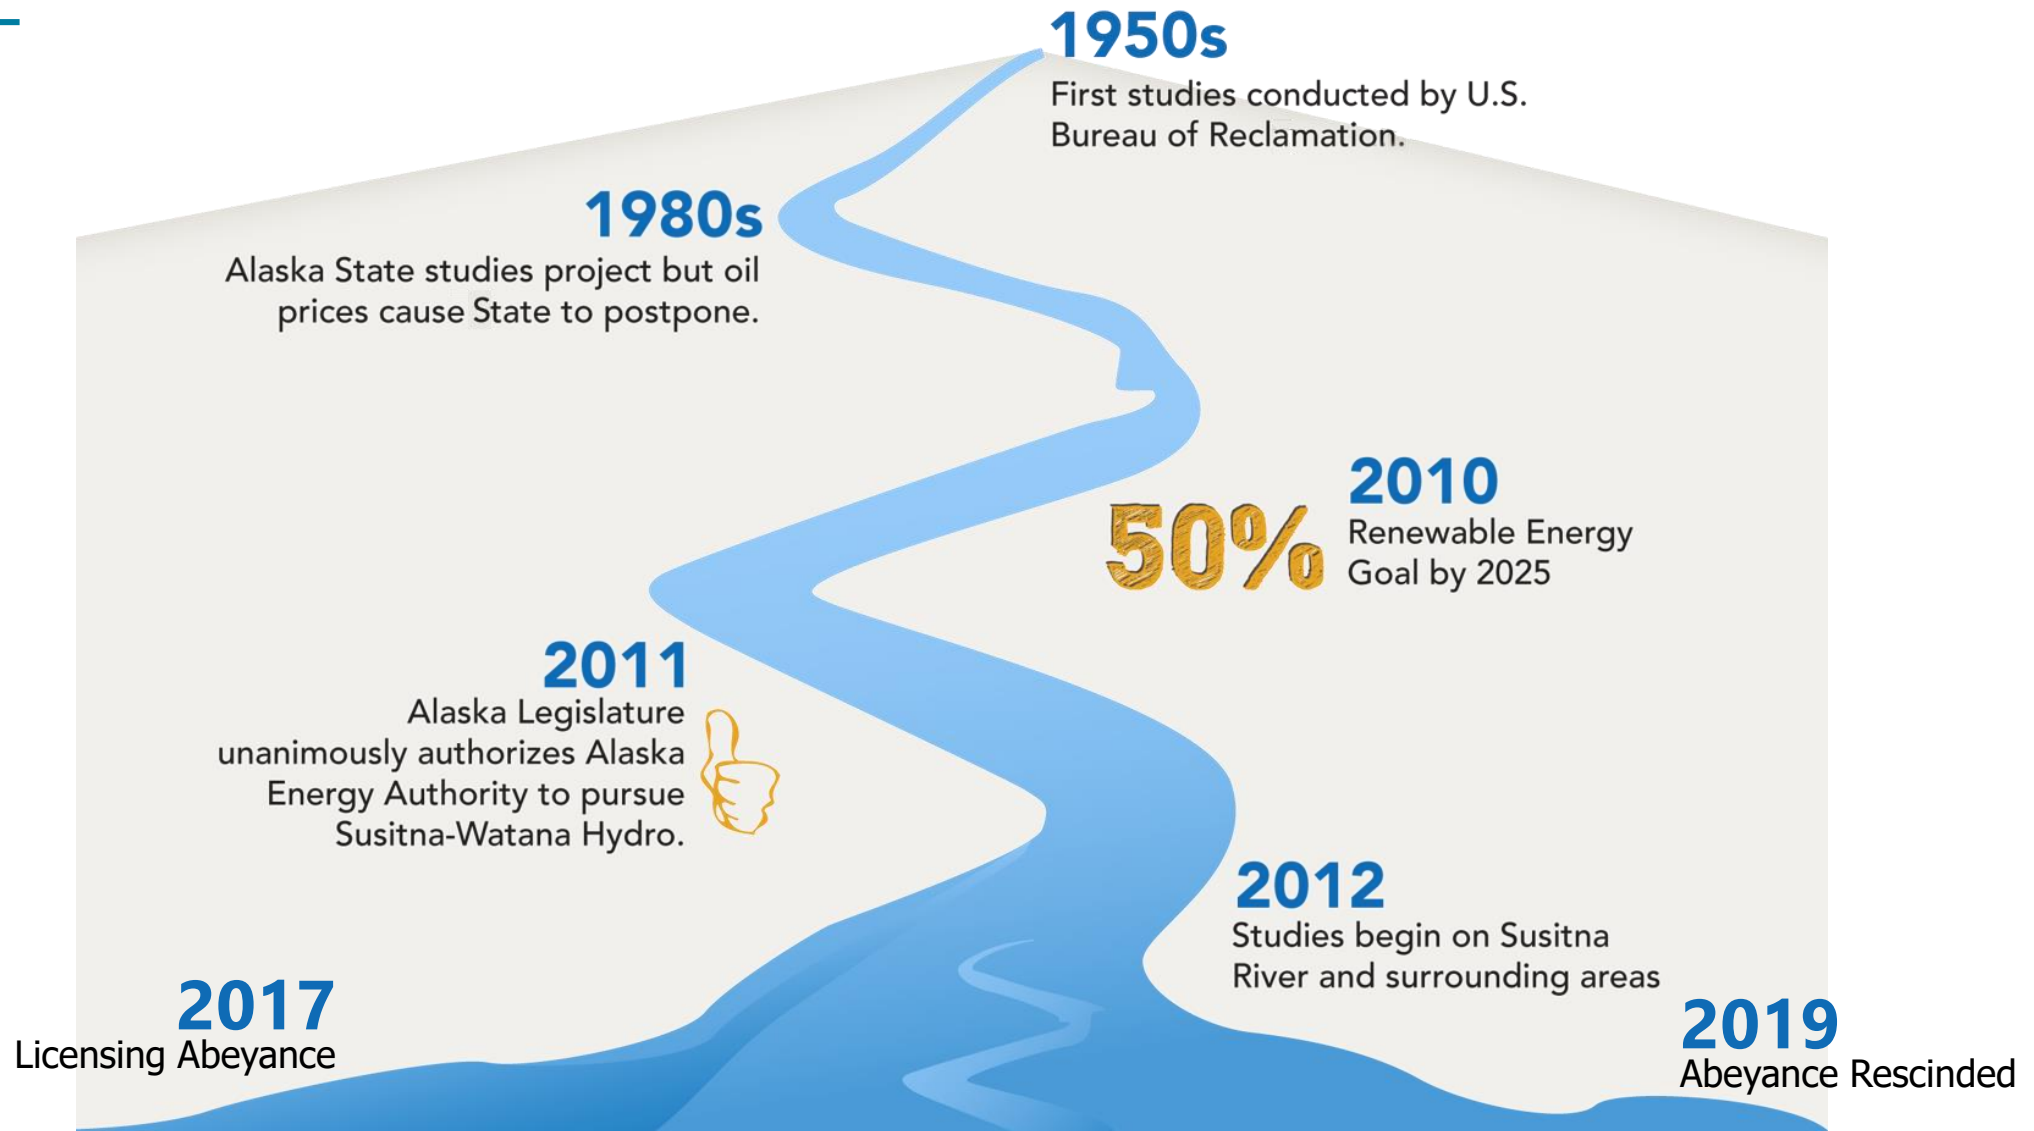 1950s
First studies conducted by U.S.
Bureau of Reclamation.
1980s
Alaska State studies project but oil
prices cause State to postpone.
50%
2010
Renewable Energy
Goal by 2025
2011
Alaska Legislature
unanimously authorizes Alaska
Energy Authority to pursue
Susitna-Watana Hydro.
2012
Studies begin on Susitna
River and surrounding areas
2017
Licensing Abeyance
2019
Abeyance Rescinded